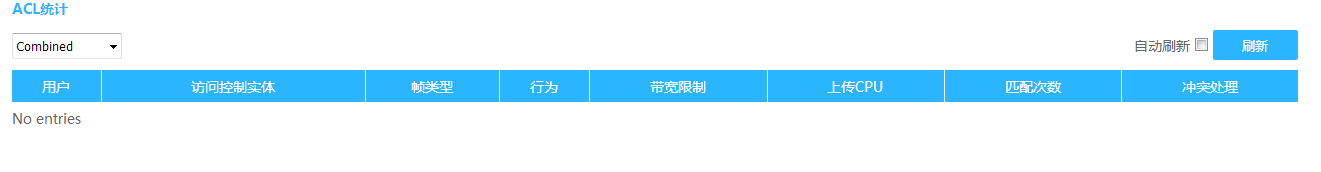 ACL统计
Combined 自动刷新 刷新
用户 访问控制实体 帧类型 行为 带宽限制 上传CPU 匹配次数 冲突处理
No entries